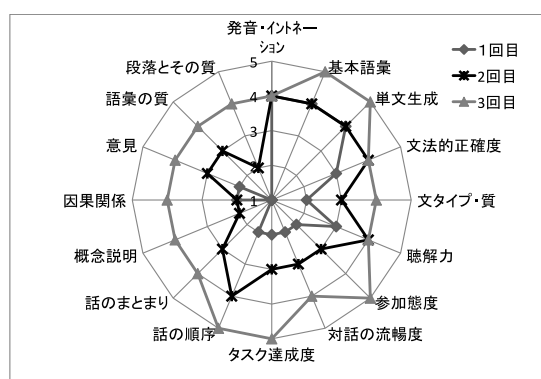 発音・イントネー
ション
基本語彙
単文生成
文法的正確度
文タイプ・質
聴解力
参加態度
対話の流暢度
タスク達成度
話の順序
話のまとまり
概念説明
因果関係
意見
語彙の質
段落とその質
5
4
3
2
1
1回目
2回目
3回目